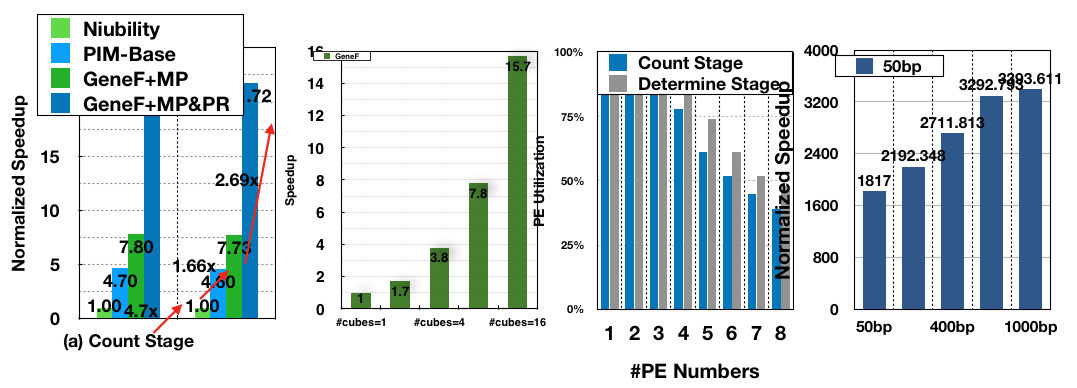 Niubility
PIM-Base
GeneF+MP
GeneF+MP&PR
Normalized Speedup
15
10
5
0
.72
2.69x
7.80
7.73
1.66x
4.70
4.60
1.00
4.7x
1.00
(a) Count Stage
GeneF
Speedup
16
14
12
10
8
6
4
2
0
1
1.7
3.8
7.8
15.7
#cubes=1
#cubes=4
#cubes=16
Count Stage
Determine Stage
PE Utilization
100%
75%
50%
25%
0%
1 2 3 4 5 6 7 8
#PE Numbers
50bp
Normalized Speedup
4000
3200
2400
1600
800
0
1817
2192.348
2711.813
3292.793
3393.611
50bp
400bp
1000bp